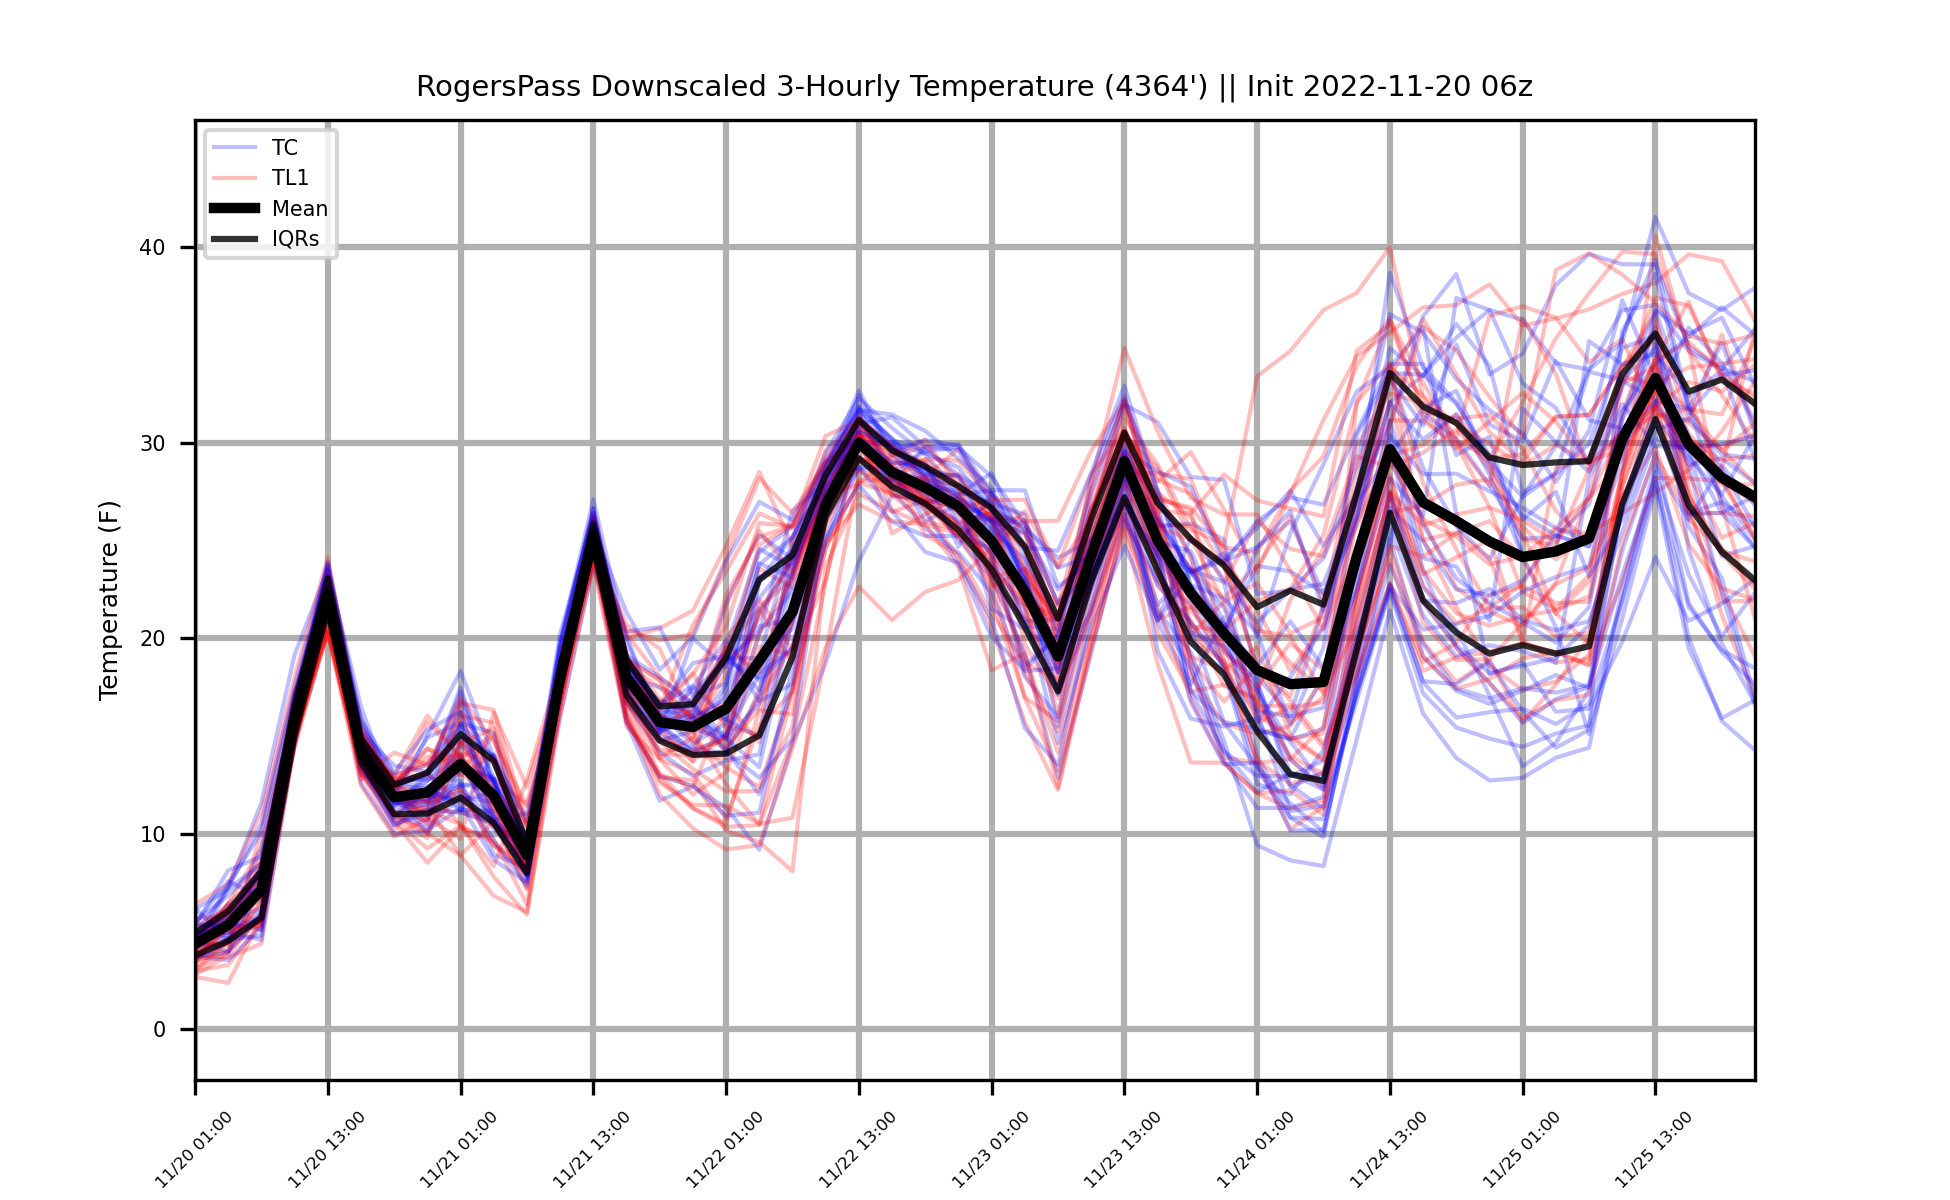 RogersPass Downscaled 3-Hourly Temperature (4364') || Init 2022-11-20 06z
TC
TL1
Mean
IQRs
Temperature (F)
40
30
20
10
0
11/20 01:00
11/20 13:00
11/21 01:00
11/21 13:00
11/22 01:00
11/22 13:00
11/23 01:00
11/23 13:00
11/24 01:00
11/24 13:00
11/25 01:00
11/25 13:00